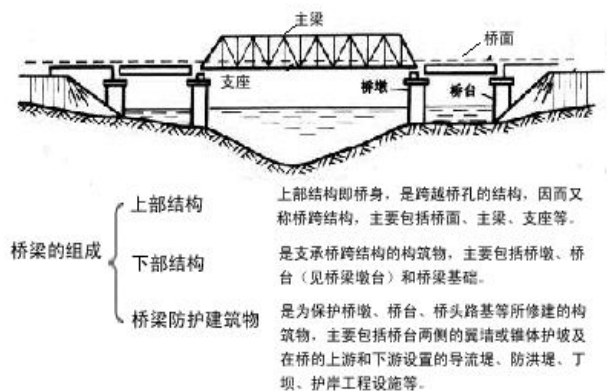 主梁
桥面
支座
桥墩
桥台
上部结构
上部结构即桥身，是跨越桥孔的结构，因而又
称桥跨结构，主要包括桥面、主梁、支座等。
桥梁的组成
下部结构
是支承桥跨结构的构筑物，主要包括桥墩、桥
台（见桥梁墩台）和桥梁基础。
桥梁防护建筑物
是为保护桥墩、桥台、桥头路基等所修建的构
筑物，主要包括桥台两侧的翼墙或锥体护坡及
在桥的上游和下游设置的导流堤、防洪堤、丁
坝、护岸工程设施等。